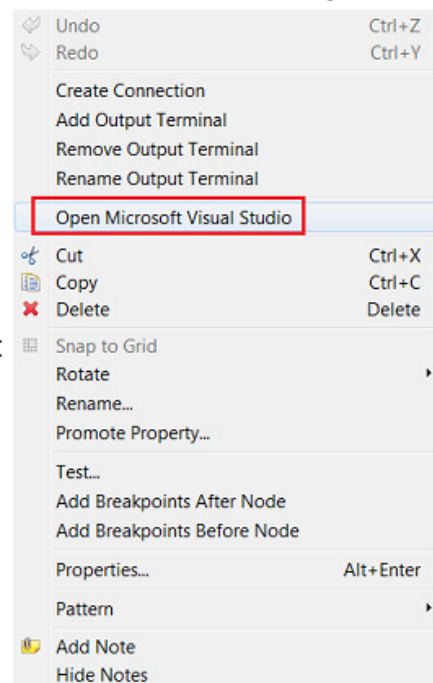 Undo Ctrl+Z
Redo Ctrl+Y
Create Connection
Add Output Terminal
Remove Output Terminal
Rename Output Terminal
Open Microsoft Visual Studio
Cut Ctrl+X
Copy Ctrl+C
Delete Delete
Snap to Grid
Rotate
Rename...
Promote Property...
Test...
Add Breakpoints After Node
Add Breakpoints Before Node
Properties... Alt+Enter
Pattern
Add Note
Hide Notes